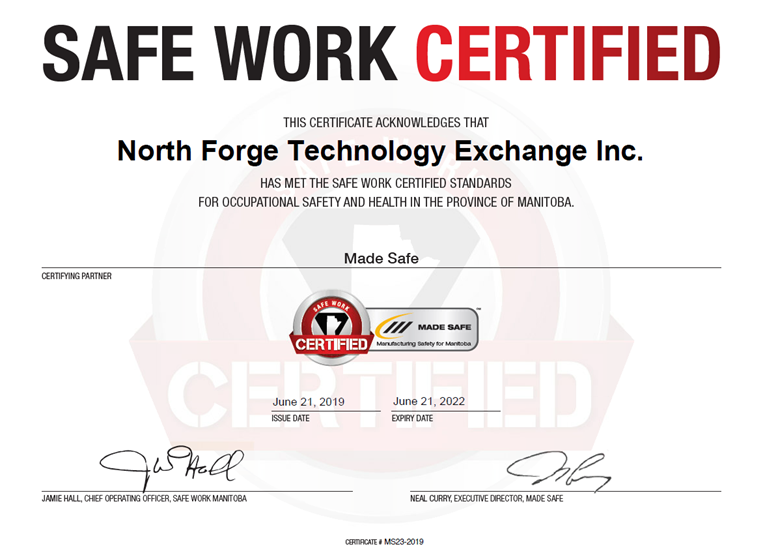 SAFE WORK CERTIFIED
THIS CERTIFICATE ACKNOWLEDGES THAT
North Forge Technology Exchange Inc.
HAS MET THE SAFE WORK CERTIFIED STANDARDS
FOR OCCUPATIONAL SAFETY AND HEALTH IN THE PROVINCE OF MANITOBA.
Made Safe
CERTIFYING PARTNER
SAFE WORK
CERTIFIED
MADE SAFE
Manufacturing Safety for Manitoba
CERTIFIED
June 21, 2019 June 21, 2022
ISSUE DATE EXPIRY DATE
JAMIE HALL, CHIEF OPERATING OFFICER, SAFE WORK MANITOBA NEAL CURRY, EXECUTIVE DIRECTOR, MADE SAFE
CERTIFICATE # MS23-2019